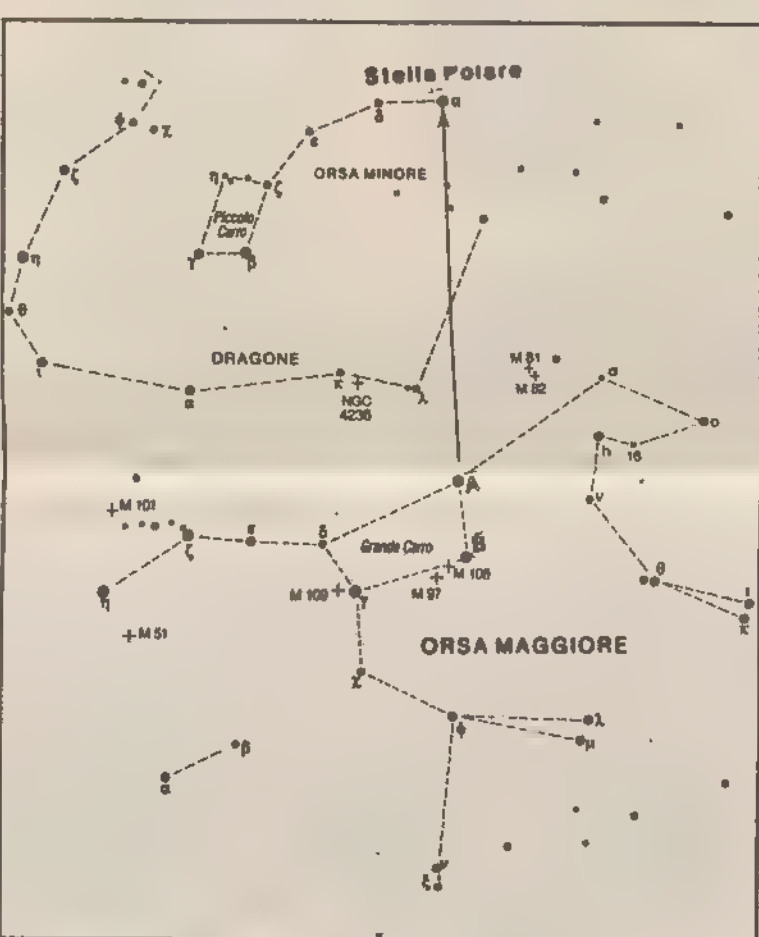 Stella Polare
α
δ
ε
φ
χ
ζ
ORSA MINORE
η
ζ
Piccolo
Carro
η
γ
β
θ
ι
DRAGONE
α
κ
NGC
4236
λ
M 81
M 82
σ
ο
h
16
M 101
A
υ
ζ
ε
δ
Grande Carro
B
M 108
M 97
M 109
γ
η
θ
ι
κ
M 51
ORSA MAGGIORE
χ
ψ
λ
μ
β
α
ν
ξ